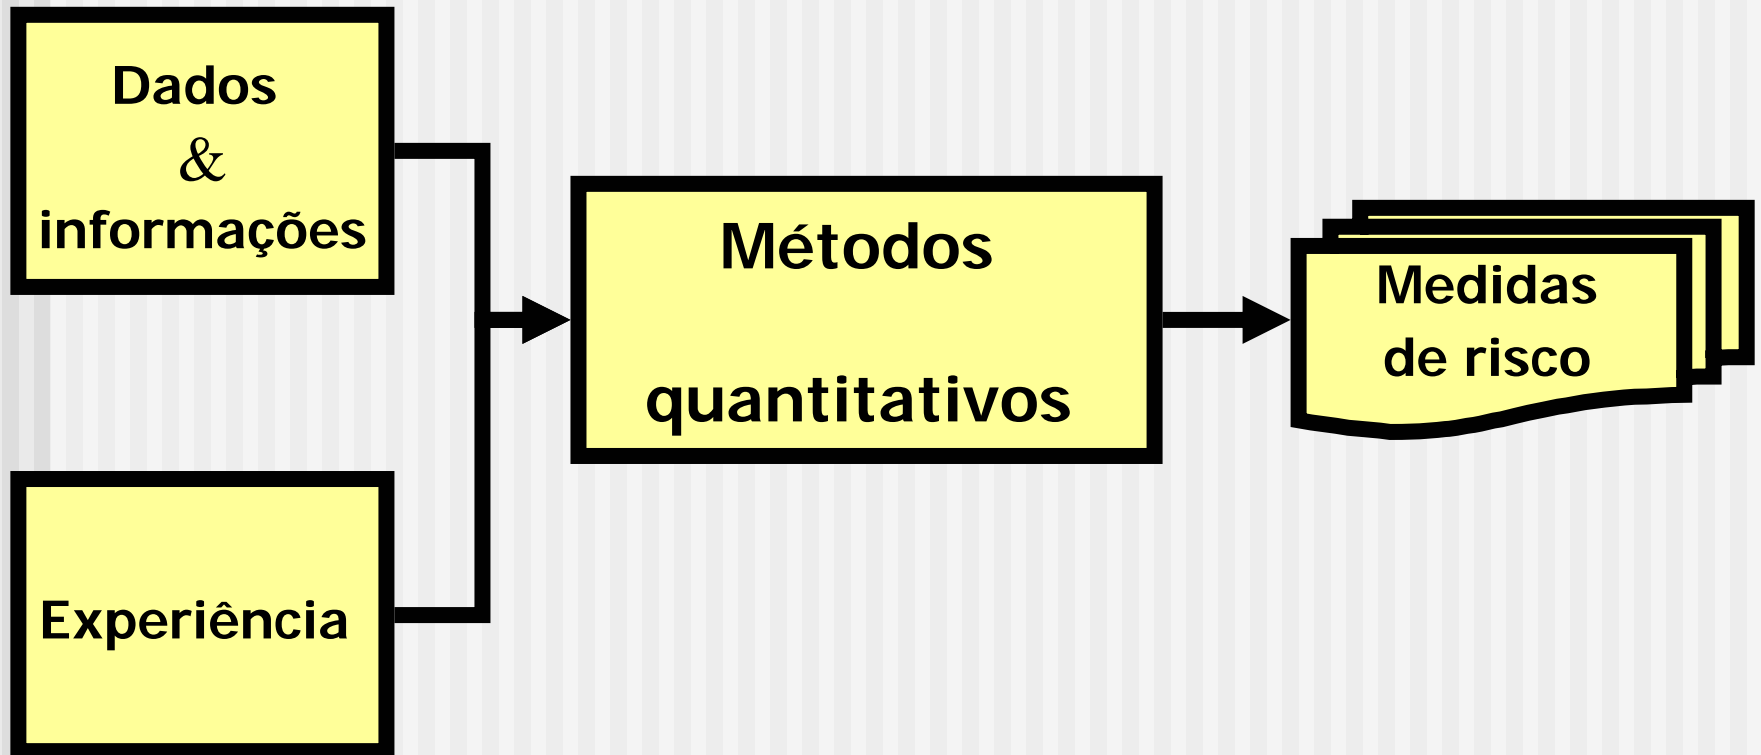 Dados
&
informações
Experiência
Métodos
quantitativos
Medidas
de risco